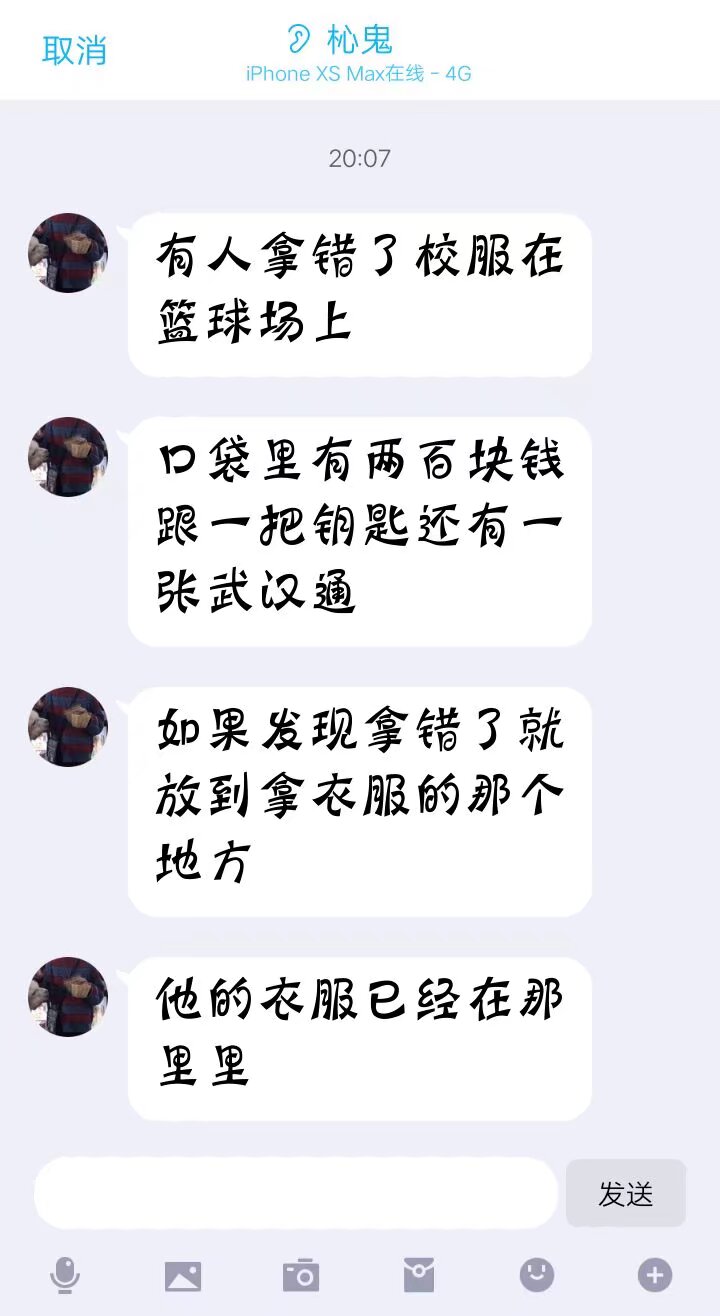 取消
杺鬼
iPhone XS Max在线 - 4G
20:07
有人拿错了校服在
篮球场上
口袋里有两百块钱
跟一把钥匙还有一
张武汉通
如果发现拿错了就
放到拿衣服的那个
地方
他的衣服已经在那
里里
发送